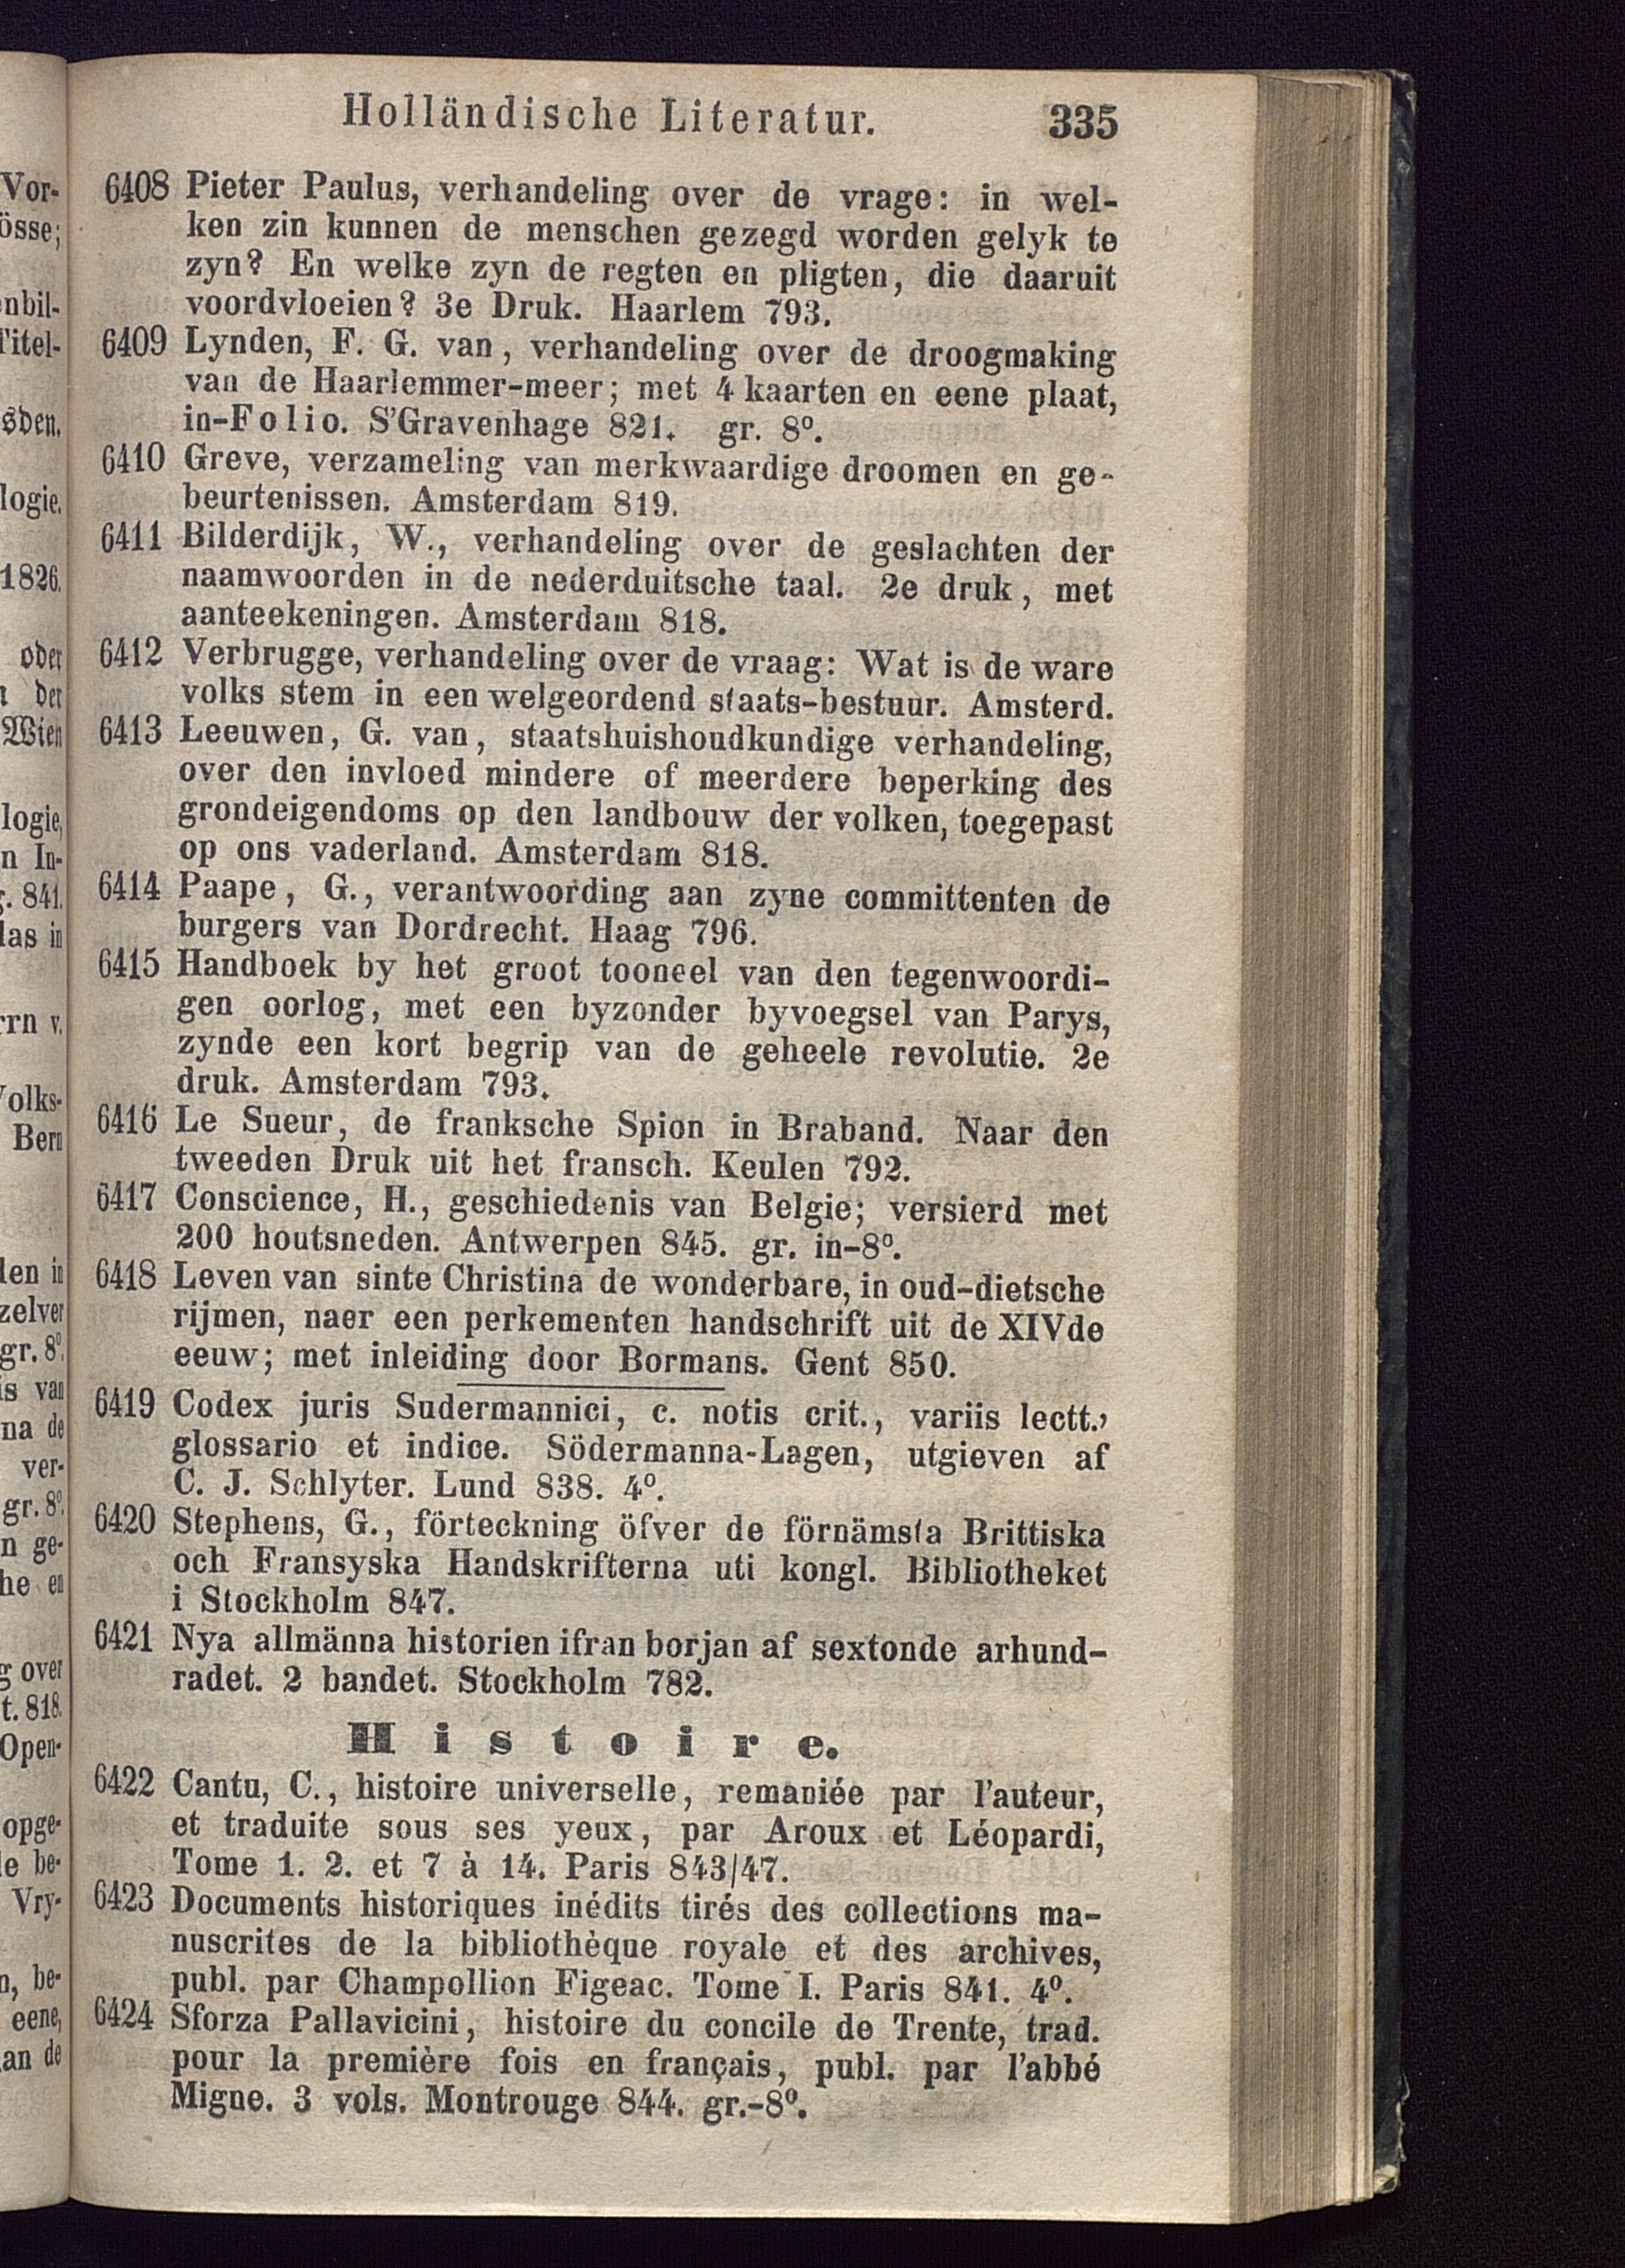 Holländische Literatur. 335
6408 Pieter Paulus, verhandeling over de vrage: in wel-
ken zin kunnen de menschen gezegd worden gelyk te
zyn? En welke zyn de regten en pligten, die daaruit
voordvloeien? 3e Druk. Haarlem 793.
6409 Lynden, F. G. van, verhandeling over de droogmaking
van de Haarlemmer-meer; met 4 kaarten en eene plaat,
in-Folio. S'Gravenhage 821. gr. 8º.
6410 Greve, verzameling van merkwaardige droomen en ge-
beurtenissen. Amsterdam 819.
6411 Bilderdijk, W., verhandeling over de geslachten der
naamwoorden in de nederduitsche taal. 2e druk, met
aanteekeningen. Amsterdam 818.
6412 Verbrugge, verhandeling over de vraag: Wat is de ware
volks stem in een welgeordend staats-bestuur. Amsterd.
6413 Leeuwen, G. van, staatshuishoudkundige verhandeling,
over den invloed mindere of meerdere beperking des
grondeigendoms op den landbouw der volken, toegepast
op ons vaderland. Amsterdam 818.
6414 Paape, G., verantwoording aan zyne committenten de
burgers van Dordrecht. Haag 796.
6415 Handboek by het groot tooneel van den tegenwoordi-
gen oorlog, met een byzonder byvoegsel van Parys,
zynde een kort begrip van de geheele revolutie. 2e
druk. Amsterdam 793.
6416 Le Sueur, de franksche Spion in Braband. Naar den
tweeden Druk uit het fransch. Keulen 792.
6417 Conscience, H., geschiedenis van Belgie; versierd met
200 houtsneden. Antwerpen 845. gr. in-8º.
6418 Leven van sinte Christina de wonderbare, in oud-dietsche
rijmen, naer een perkementen handschrift uit de XIVde
eeuw; met inleiding door Bormans. Gent 850.
6419 Codex juris Sudermannici, c. notis crit., variis lectt.,
glossario et indice. Södermanna-Lagen, utgieven af
C. J. Schlyter. Lund 838. 4º.
6420 Stephens, G., förteckning öfver de förnämsta Brittiska
och Fransyska Handskrifterna uti kongl. Bibliotheket
i Stockholm 847.
6421 Nya allmänna historien ifran borjan af sextonde arhund-
radet. 2 bandet. Stockholm 782.
Histoire.
6422 Cantu, C., histoire universelle, remaniée par l'auteur,
et traduite sous ses yeux, par Aroux et Léopardi,
Tome 1. 2. et 7 à 14. Paris 843/47.
6423 Documents historiques inédits tirés des collections ma-
nuscrites de la bibliothèque royale et des archives,
publ. par Champollion Figeac. Tome I. Paris 841. 4º.
6424 Sforza Pallavicini, histoire du concile de Trente, trad.
pour la première fois en français, publ. par l'abbé
Migne. 3 vols. Montrouge 844. gr.-8º.